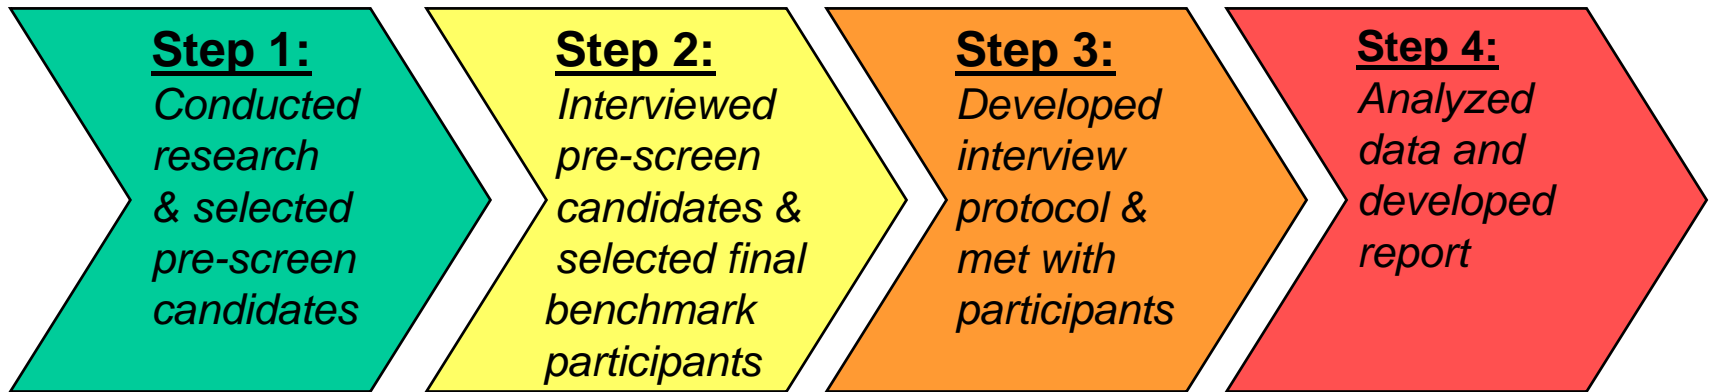 Step 1:
Conducted
research
& selected
pre-screen
candidates
Step 2:
Interviewed
pre-screen
candidates &
selected final
benchmark
participants
Step 3:
Developed
interview
protocol &
met with
participants
Step 4:
Analyzed
data and
developed
report